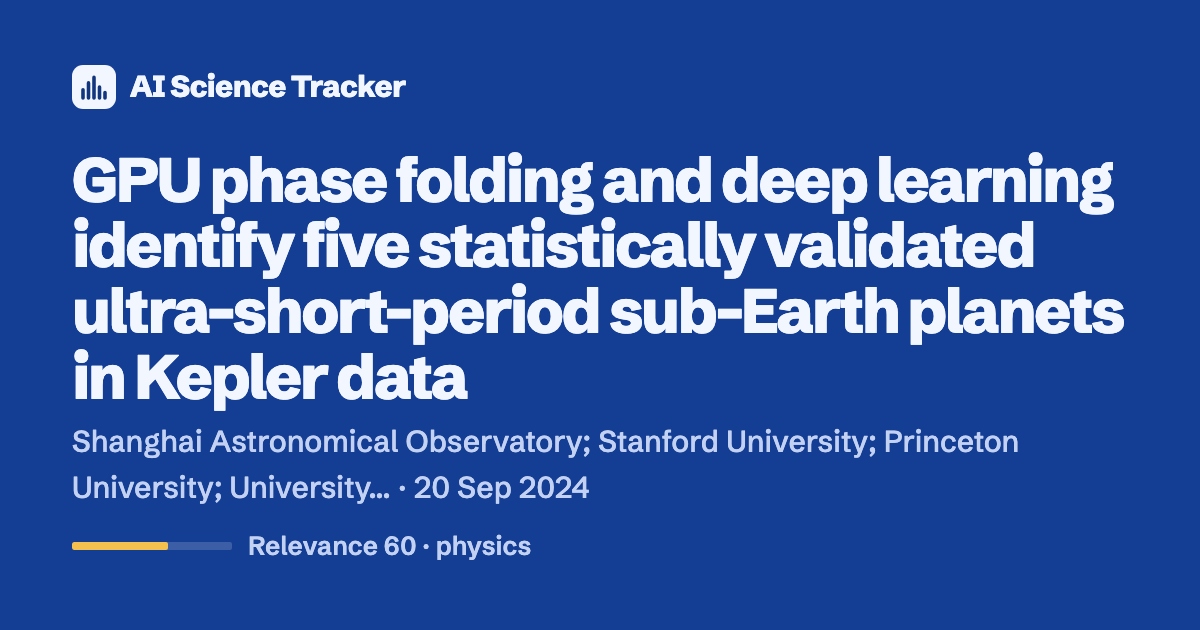 AI Science Tracker
GPU phase folding and deep learning
identify five statistically validated
ultra-short-period sub-Earth planets
in Kepler data
Shanghai Astronomical Observatory; Stanford University; Princeton
University; University... · 20 Sep 2024
Relevance 60 · physics